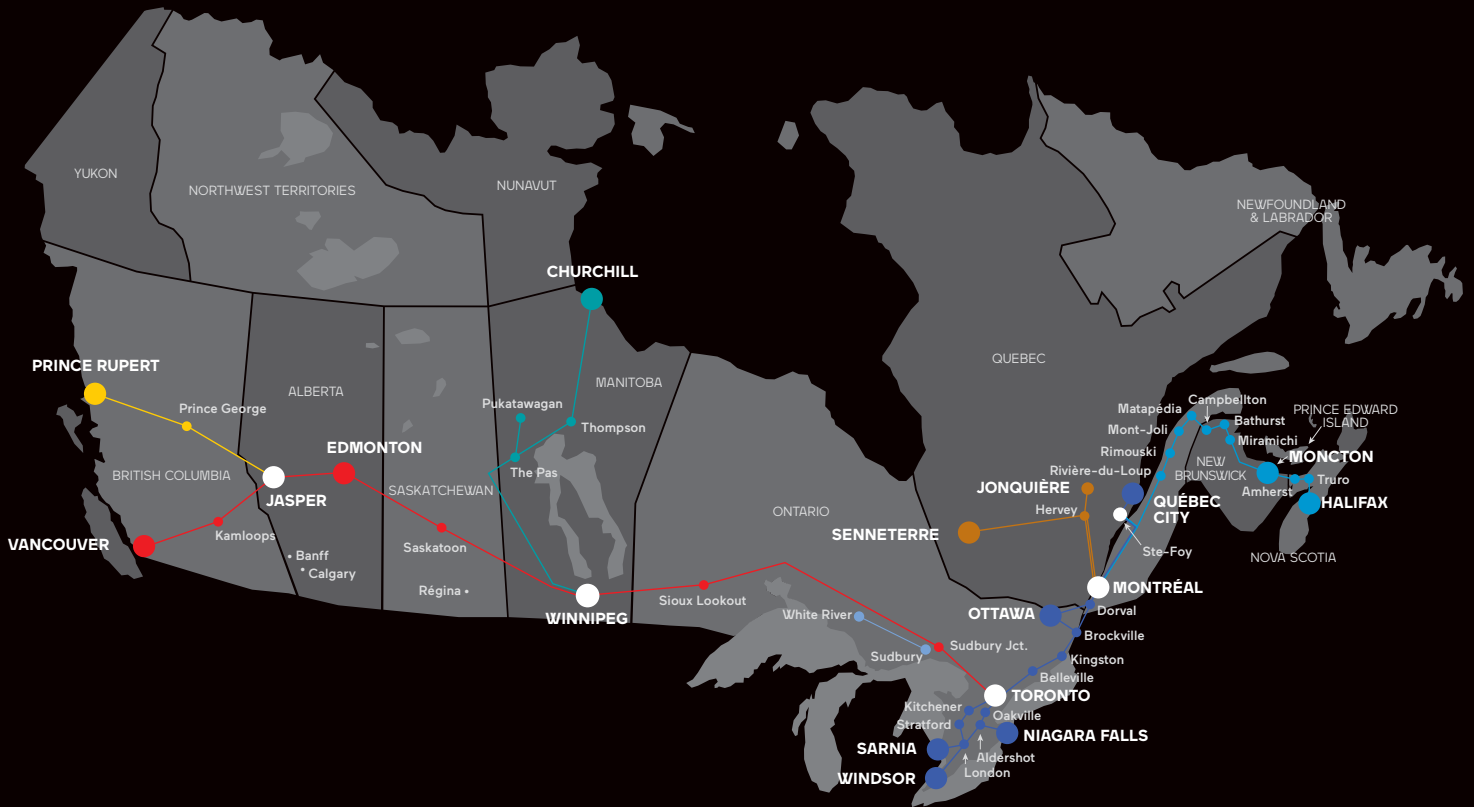 YUKON
NORTHWEST TERRITORIES
NUNAVUT
NEWFOUNDLAND
& LABRADOR
CHURCHILL
PRINCE RUPERT
QUEBEC
ALBERTA
MANITOBA
Prince George
Pukatawagan
Thompson
Matapédia
Campbellton
PRINCE EDWARD
ISLAND
Mont-Joli
Bathurst
Miramichi
EDMONTON
Rimouski
MONCTON
BRITISH COLUMBIA
The Pas
Rivière-du-Loup
NEW
BRUNSWICK
Truro
JASPER
SASKATCHEWAN
JONQUIÈRE
Amherst
QUÉBEC
CITY
HALIFAX
Hervey
ONTARIO
Kamloops
SENNETERRE
VANCOUVER
Saskatoon
Ste-Foy
Banff
NOVA SCOTIA
Calgary
Régina
MONTRÉAL
Sioux Lookout
White River
OTTAWA
Dorval
WINNIPEG
Brockville
Sudbury Jct.
Sudbury
Kingston
Belleville
TORONTO
Kitchener
Oakville
Stratford
NIAGARA FALLS
SARNIA
Aldershot
London
WINDSOR